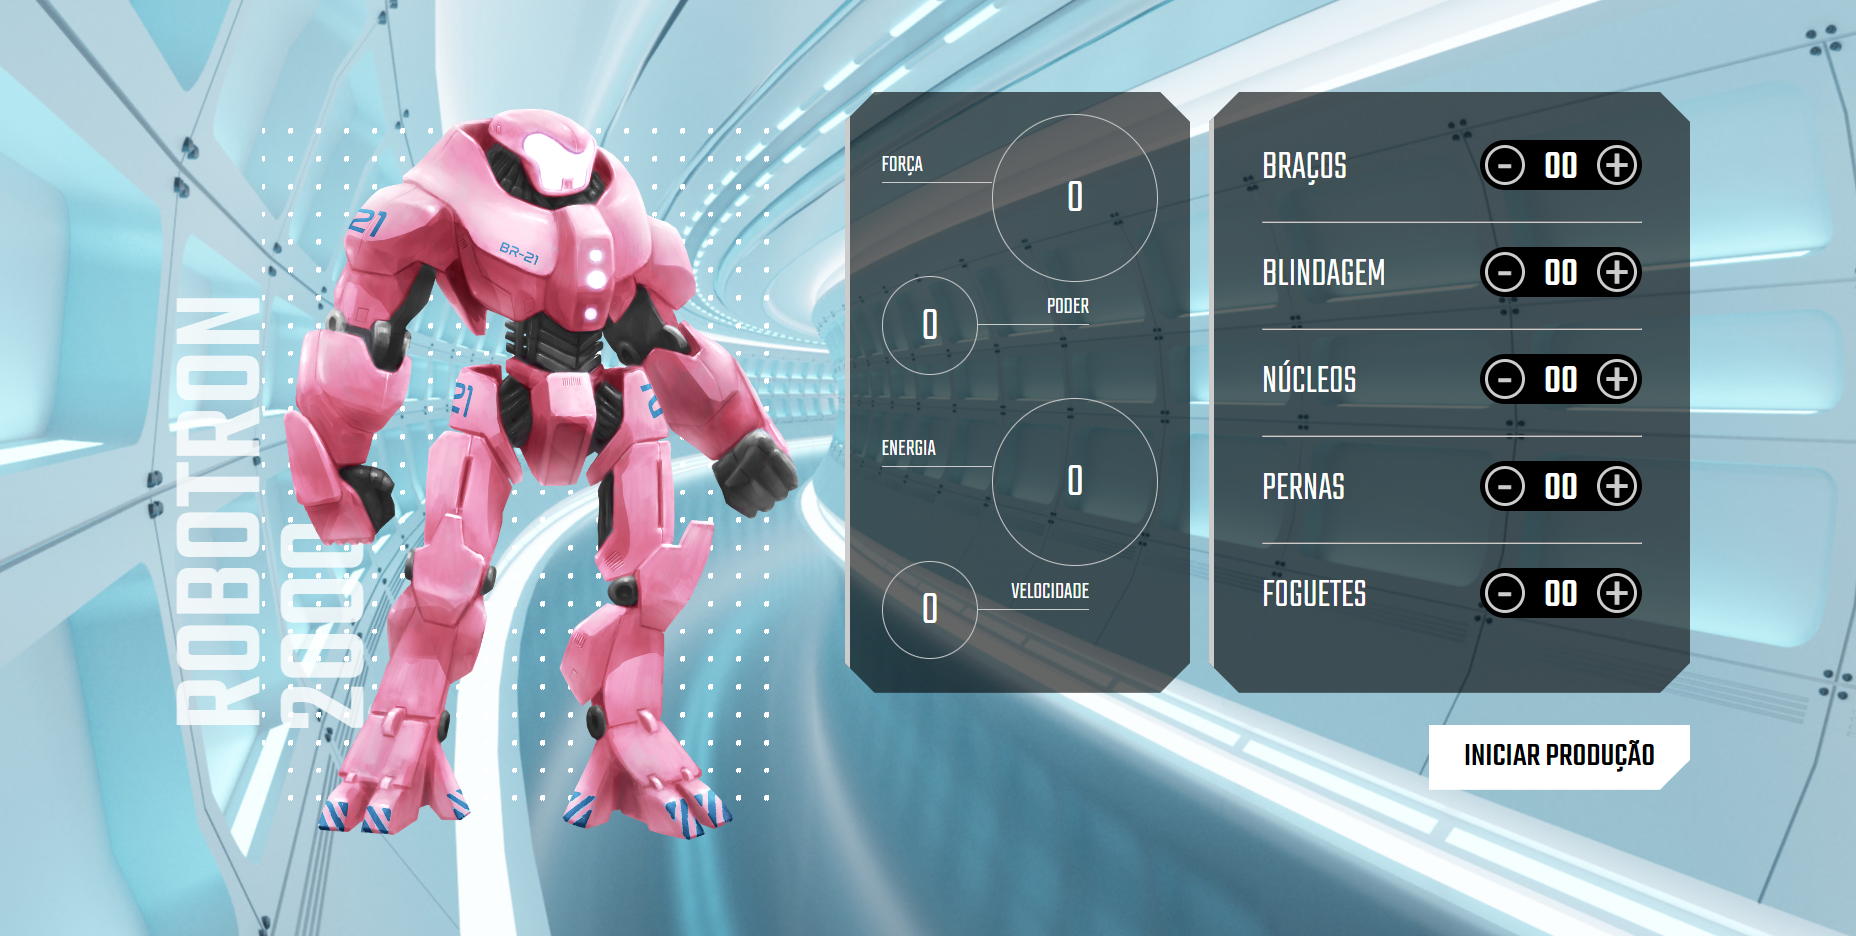 ROBOTRON
2000
21
BR-21
21
FORÇA
0
PODER
0
ENERGIA
0
VELOCIDADE
0
BRAÇOS - 00 +
BLINDAGEM - 00 +
NÚCLEOS - 00 +
PERNAS - 00 +
FOGUETES - 00 +
INICIAR PRODUÇÃO